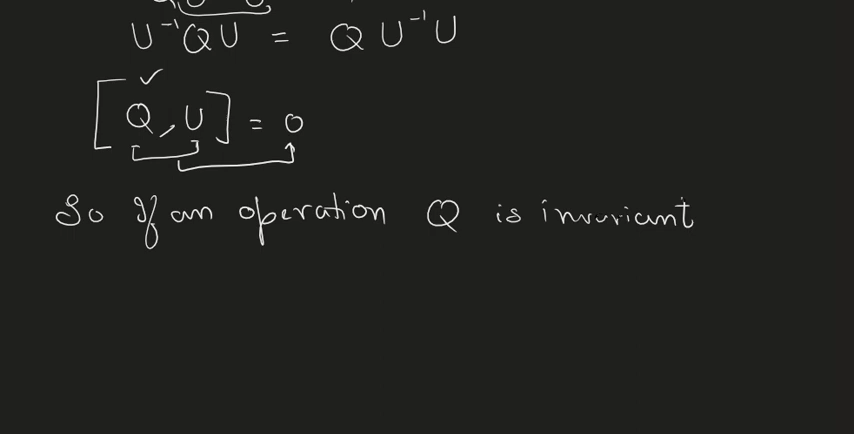 U⁻¹QU = QU⁻¹U
[Q, U] = 0
So If an operation Q is invariant